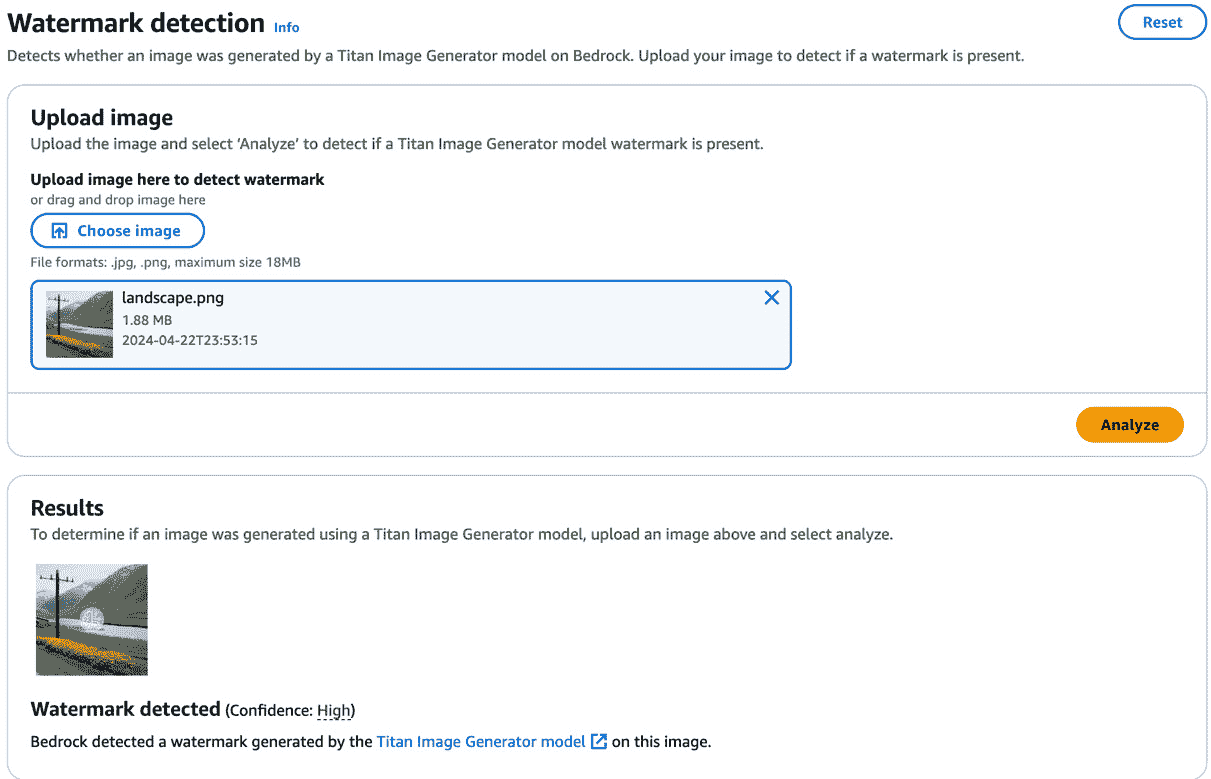 Watermark detection Info
Reset
Detects whether an image was generated by a Titan Image Generator model on Bedrock. Upload your image to detect if a watermark is present.
Upload image
Upload the image and select ‘Analyze’ to detect if a Titan Image Generator model watermark is present.
Upload image here to detect watermark
or drag and drop image here
Choose image
File formats: .jpg, .png, maximum size 18MB
landscape.png
1.88 MB
2024-04-22T23:53:15
Analyze
Results
To determine if an image was generated using a Titan Image Generator model, upload an image above and select analyze.
Watermark detected (Confidence: High)
Bedrock detected a watermark generated by the Titan Image Generator model on this image.